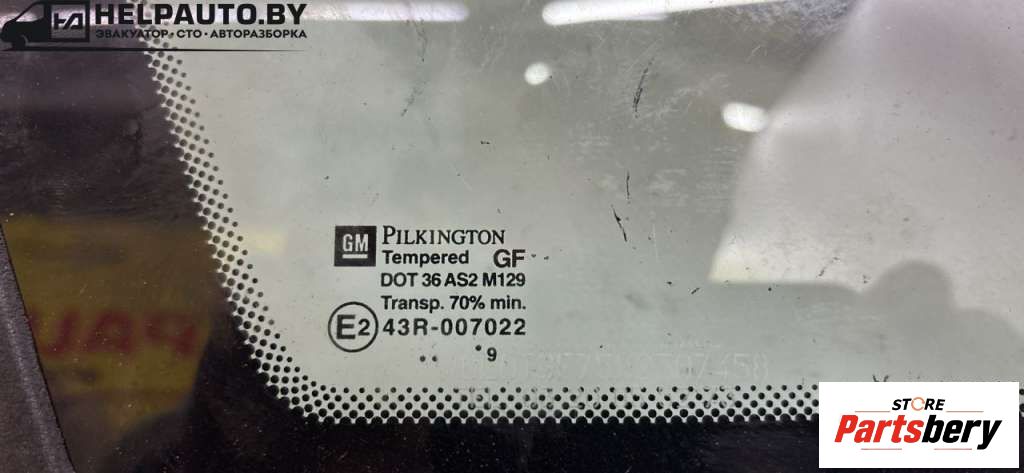 HELPAUTO.BY
ЭВАКУАТОР · СТО · АВТОРАЗБОРКА
GM PILKINGTON
Tempered GF
DOT 36 AS2 M129
Transp. 70% min.
E2 43R-007022
9
STORE
Partsbery